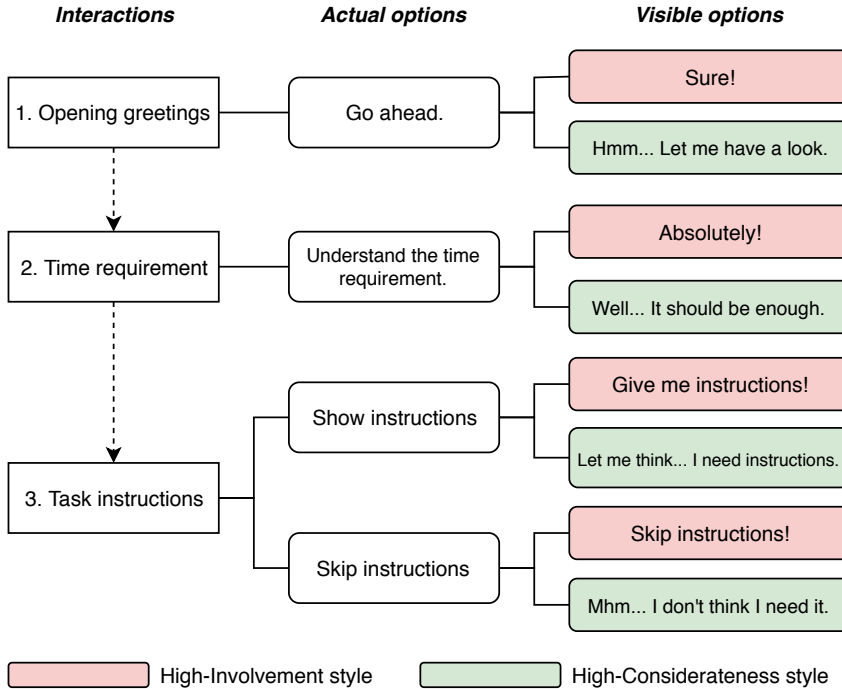 Interactions
Actual options
Visible options
1. Opening greetings
Go ahead.
Sure!
Hmm... Let me have a look.
2. Time requirement
Understand the time
requirement.
Absolutely!
Well... It should be enough.
3. Task instructions
Show instructions
Give me instructions!
Let me think... I need instructions.
Skip instructions
Skip instructions!
Mhm... I don't think I need it.
High-Involvement style
High-Considerateness style